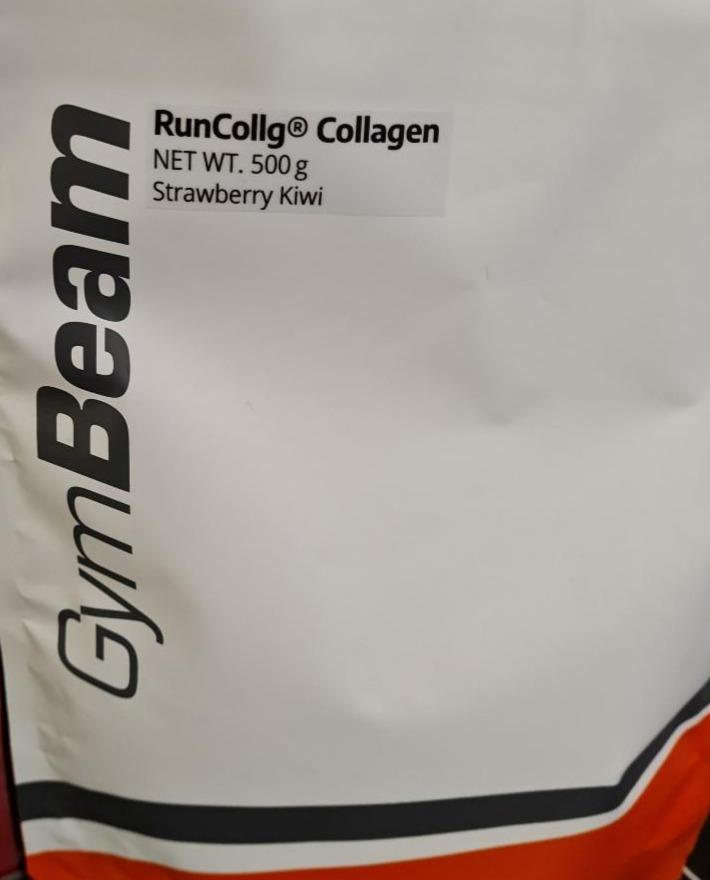 RunCollg® Collagen
NET WT. 500 g
Strawberry Kiwi
GymBeam